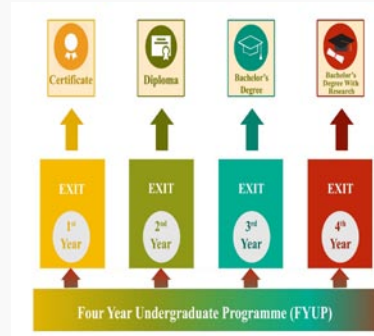 Certificate
Diploma
Bachelor's
Degree
Bachelor's
Degree With
Research
EXIT
EXIT
EXIT
EXIT
1st
Year
2nd
Year
3rd
Year
4th
Year
Four Year Undergraduate Programme (FYUP)